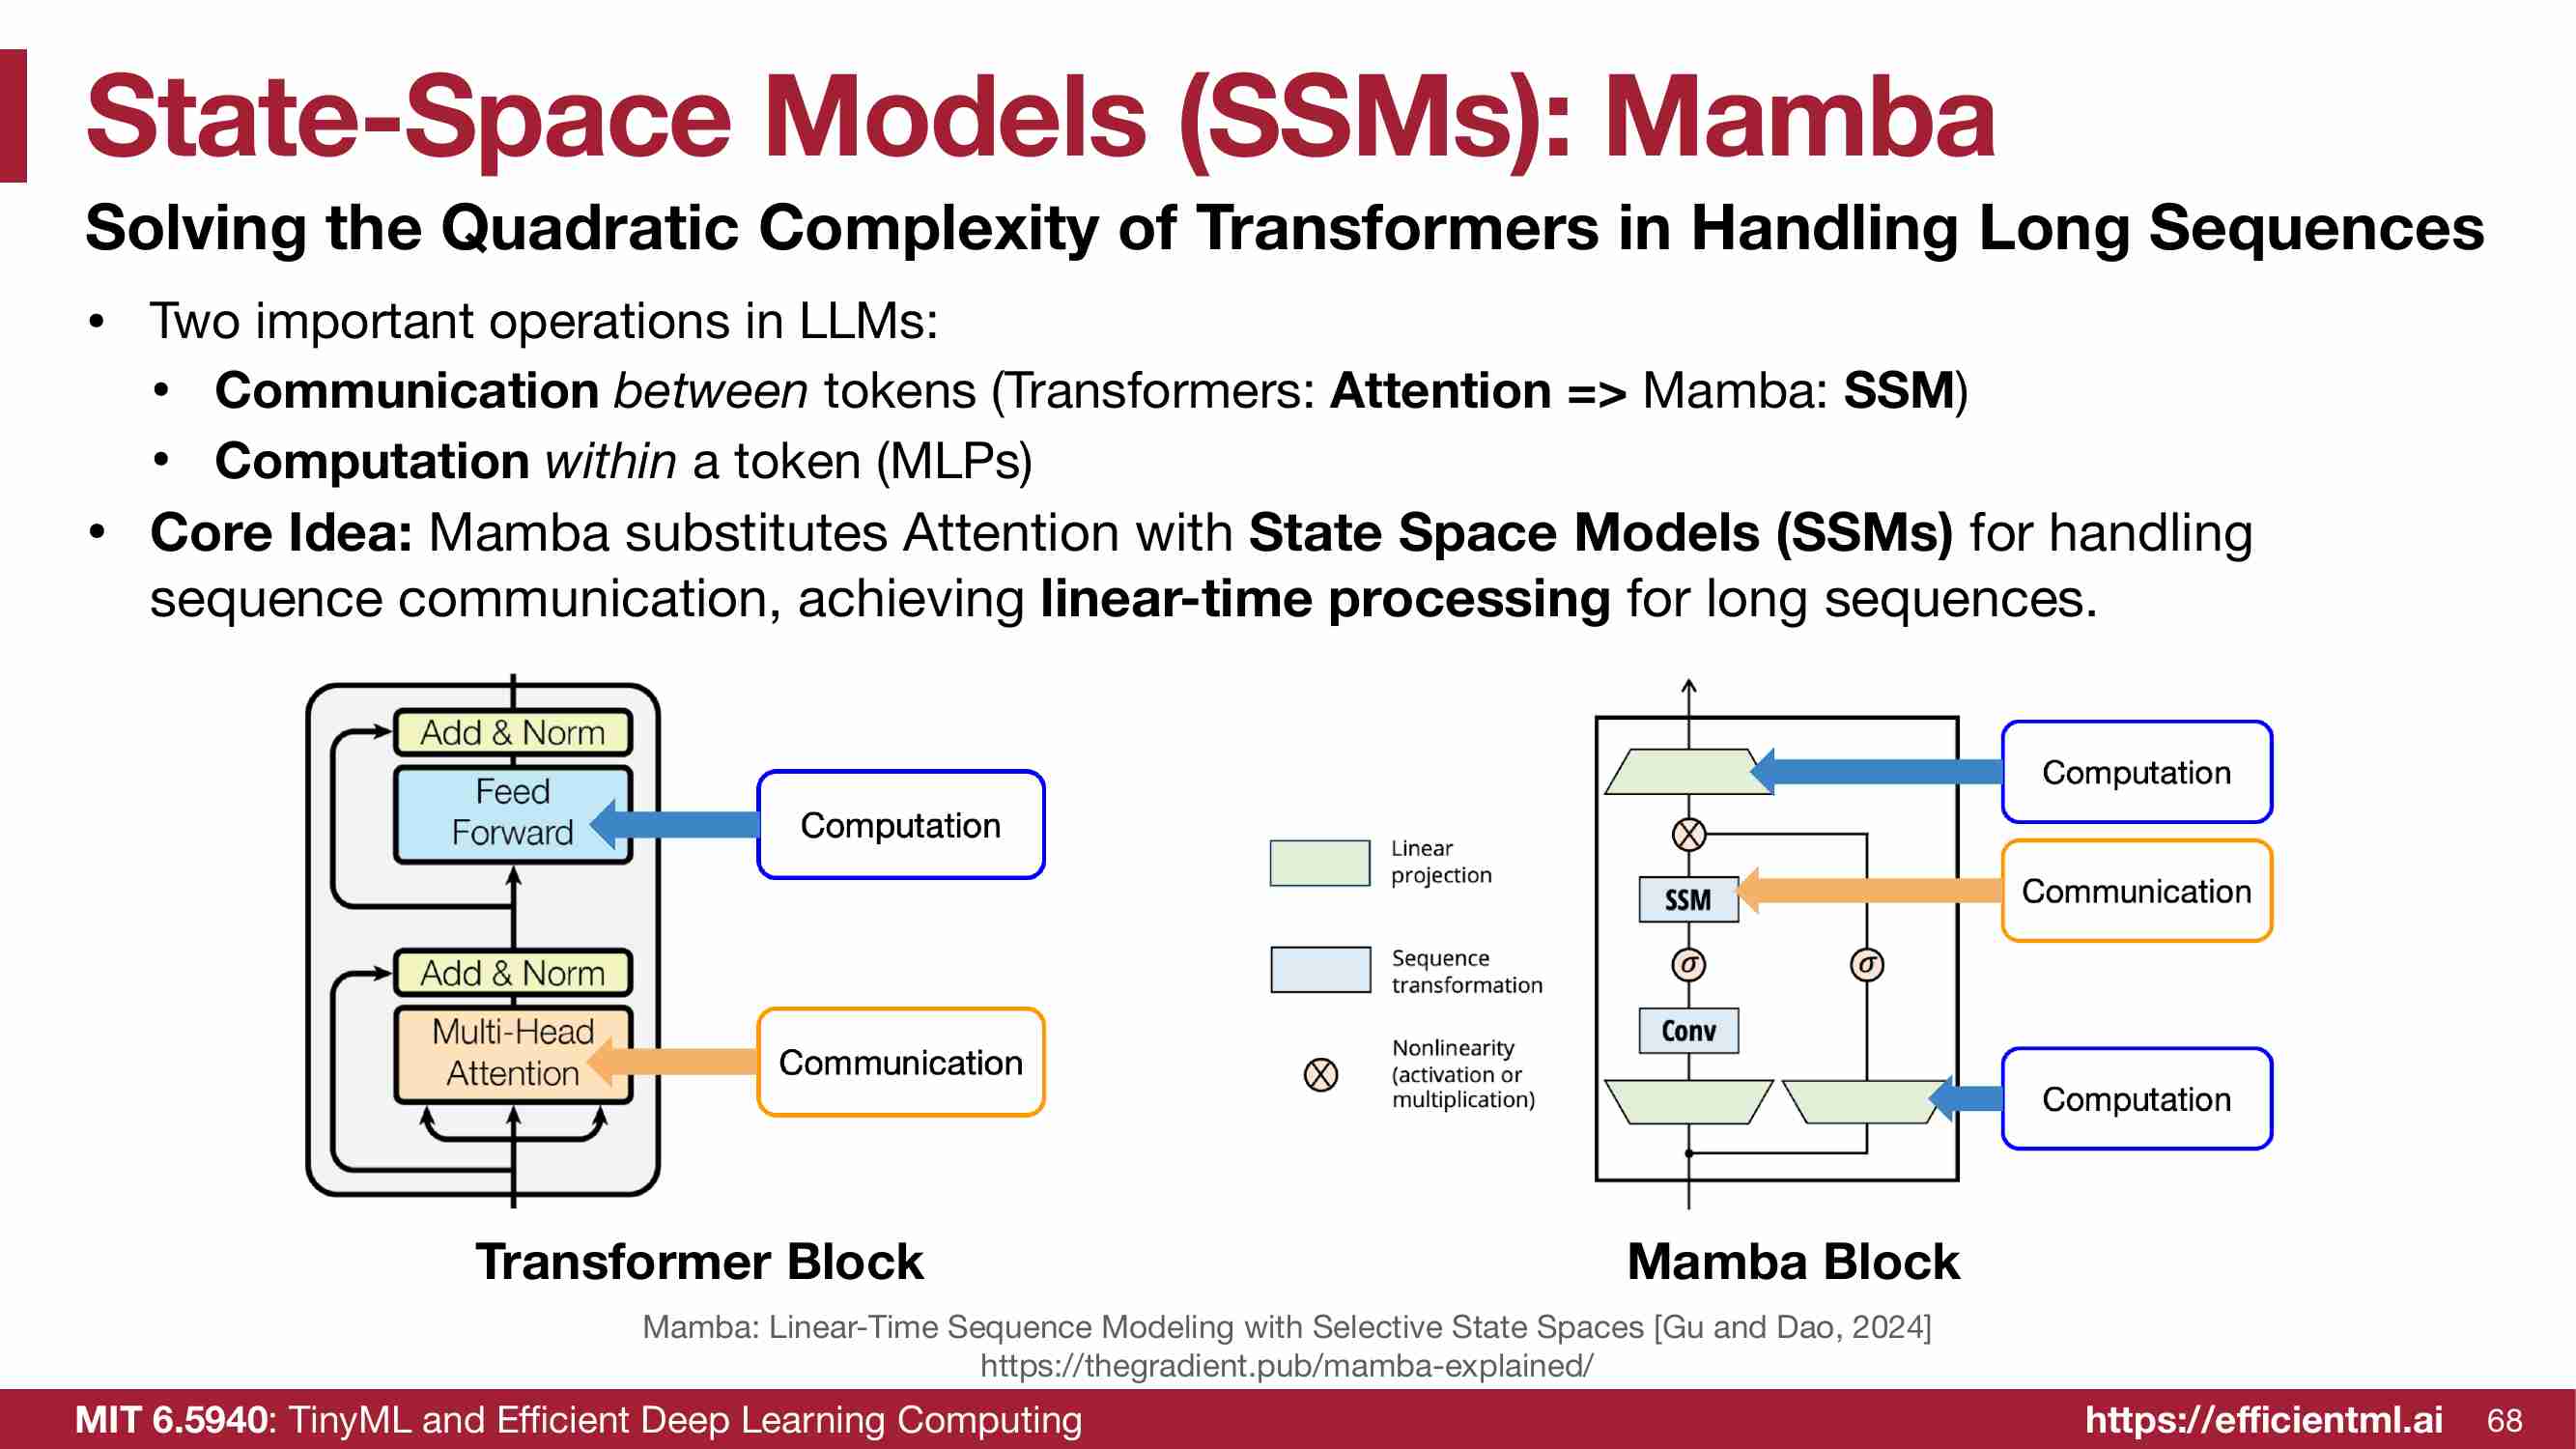 State-Space Models (SSMs): Mamba
Solving the Quadratic Complexity of Transformers in Handling Long Sequences
• Two important operations in LLMs:
• Communication between tokens (Transformers: Attention => Mamba: SSM)
• Computation within a token (MLPs)
• Core Idea: Mamba substitutes Attention with State Space Models (SSMs) for handling
sequence communication, achieving linear-time processing for long sequences.
Add & Norm
Feed
Forward
Computation
Add & Norm
Multi-Head
Attention
Communication
Transformer Block
Linear
projection
Sequence
transformation
Nonlinearity
(activation or
multiplication)
SSM
σ
σ
Conv
Computation
Communication
Computation
Mamba Block
Mamba: Linear-Time Sequence Modeling with Selective State Spaces [Gu and Dao, 2024]
https://thegradient.pub/mamba-explained/
MIT 6.5940: TinyML and Efficient Deep Learning Computing
https://efficientml.ai
68